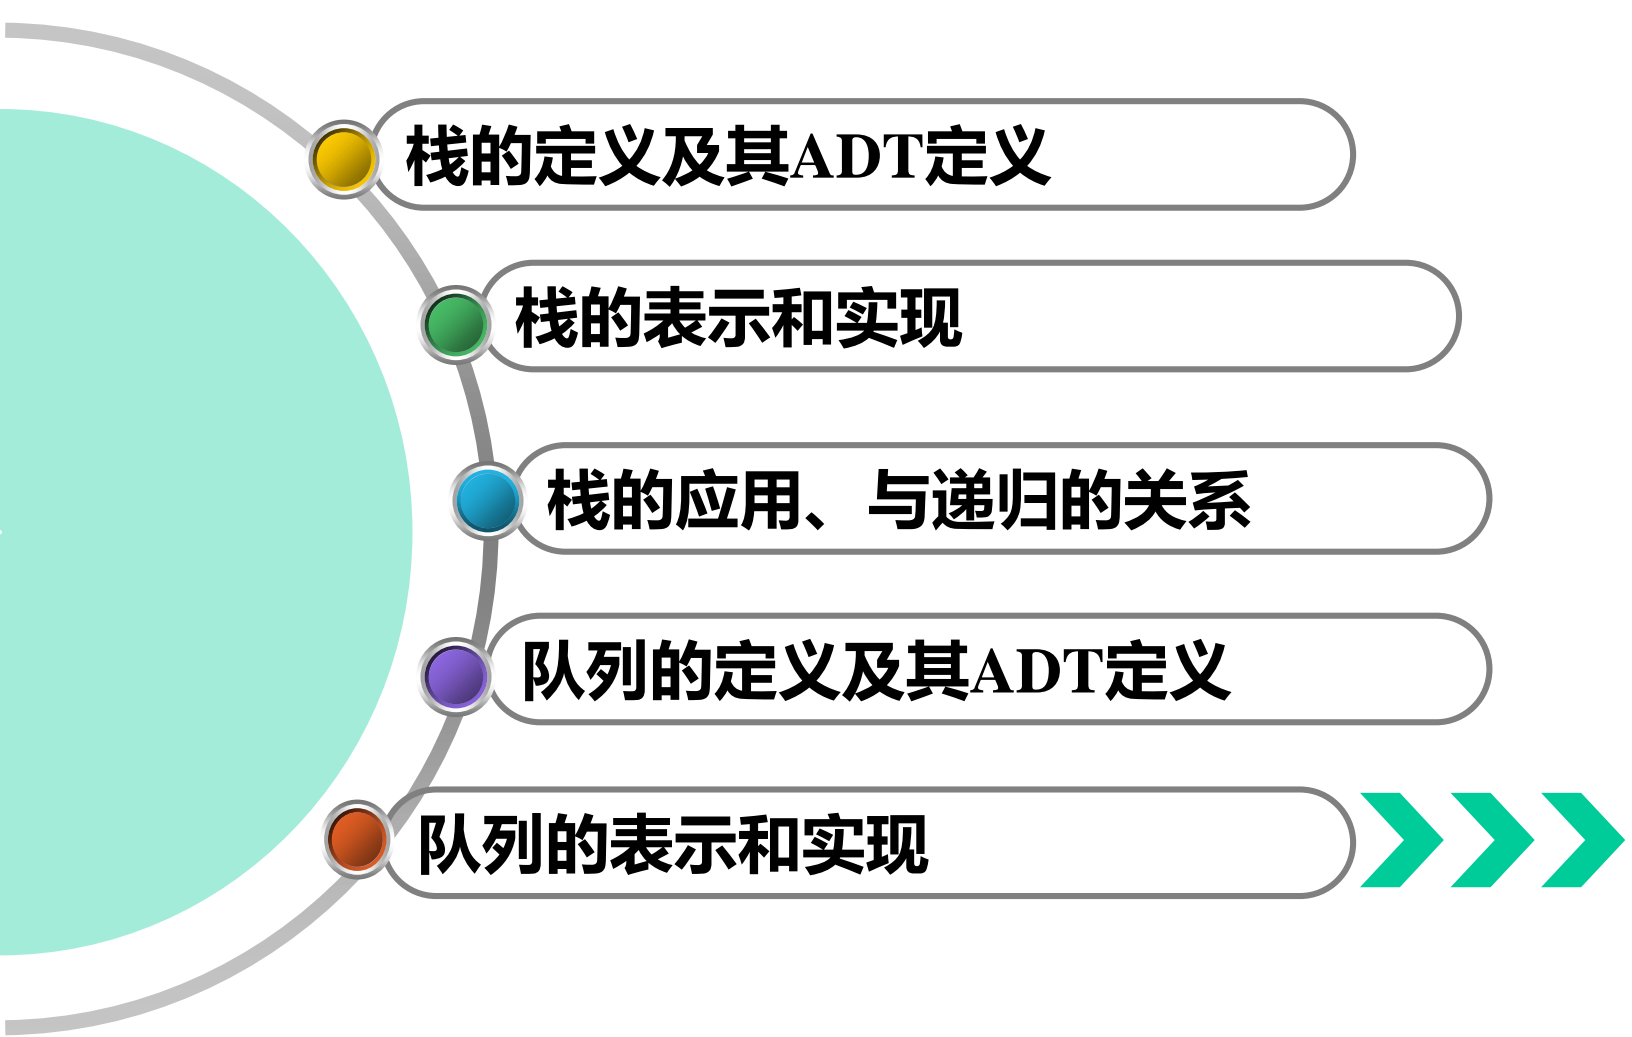 栈的定义及其ADT定义
栈的表示和实现
栈的应用、与递归的关系
队列的定义及其ADT定义
队列的表示和实现